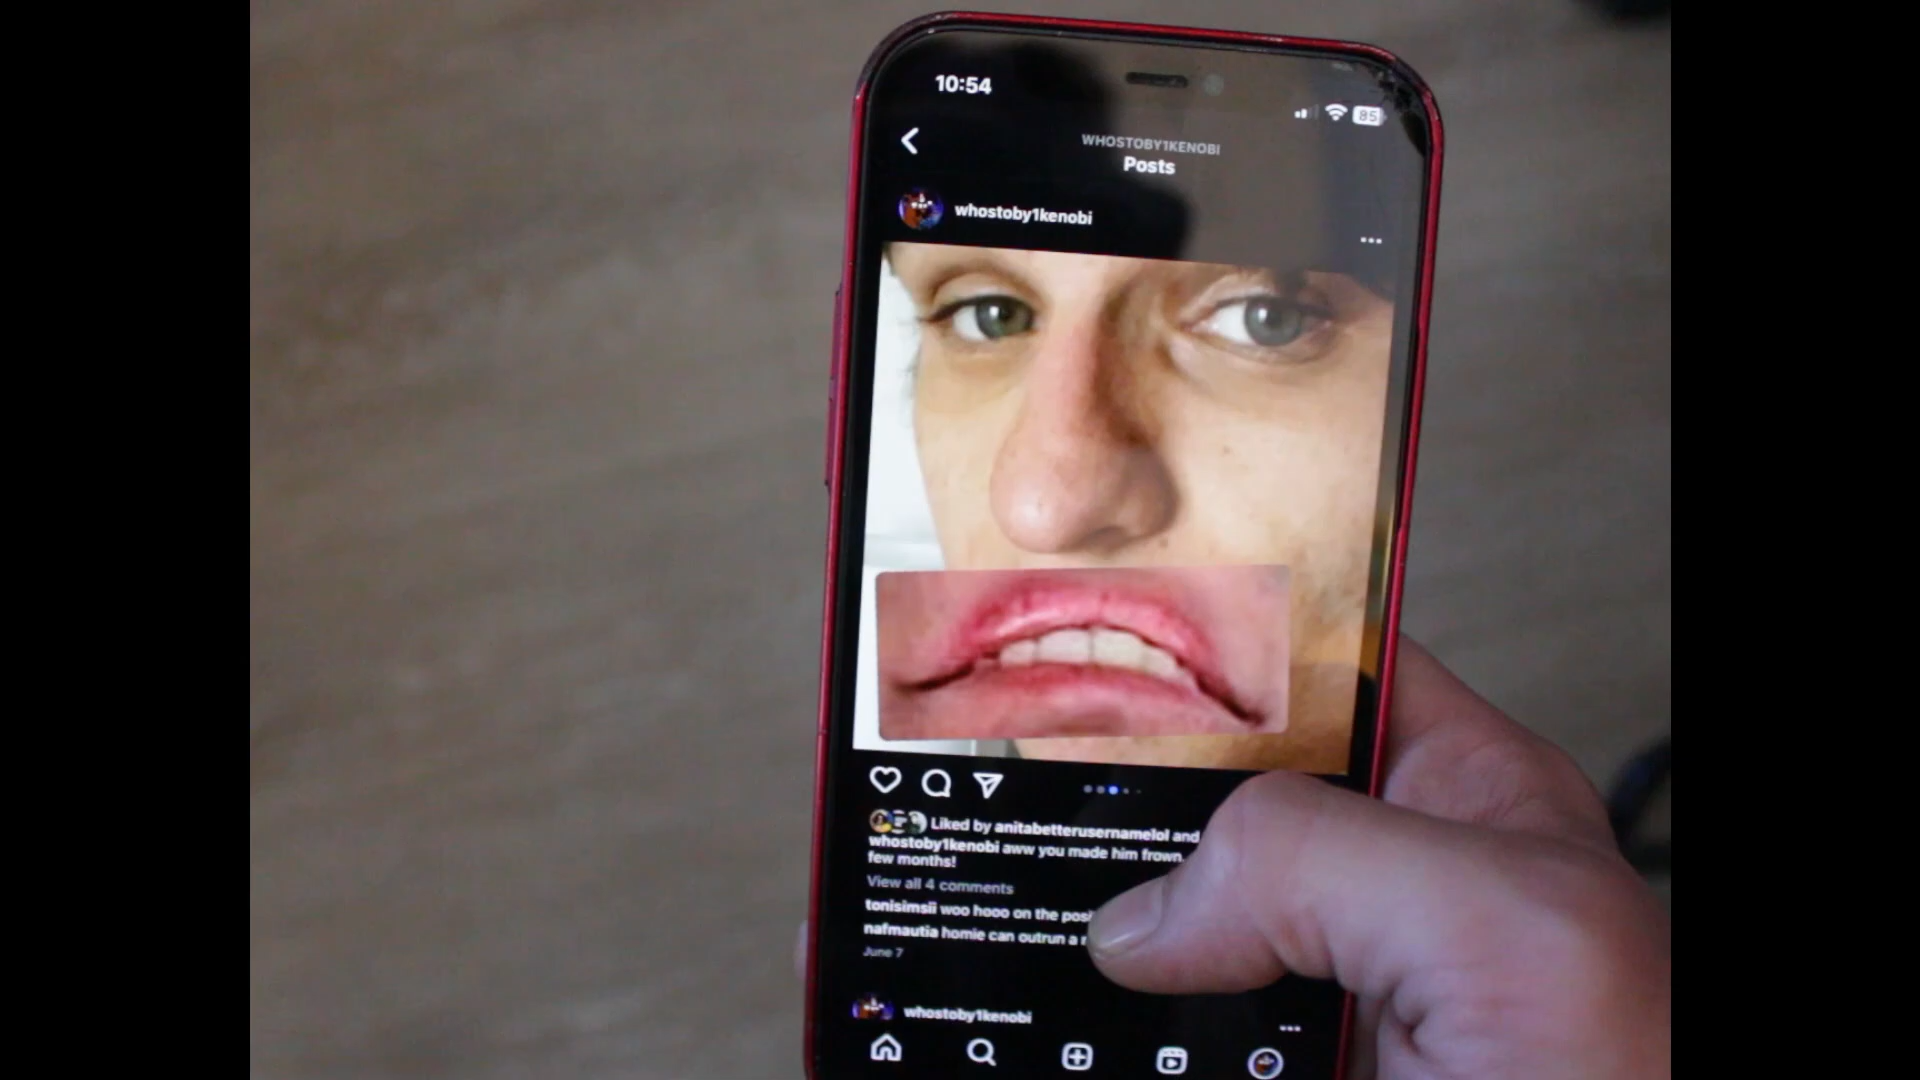 10:54
85
WHOSTOBY1KENOBI
Posts
whostoby1kenobi
Liked by anitabetterusernamelol and
whostoby1kenobi aww you made him frown.
few months!
View all 4 comments
tonisimsii woo hooo on the posi
nafmautia homie can outrun a
June 7
whostoby1kenobi